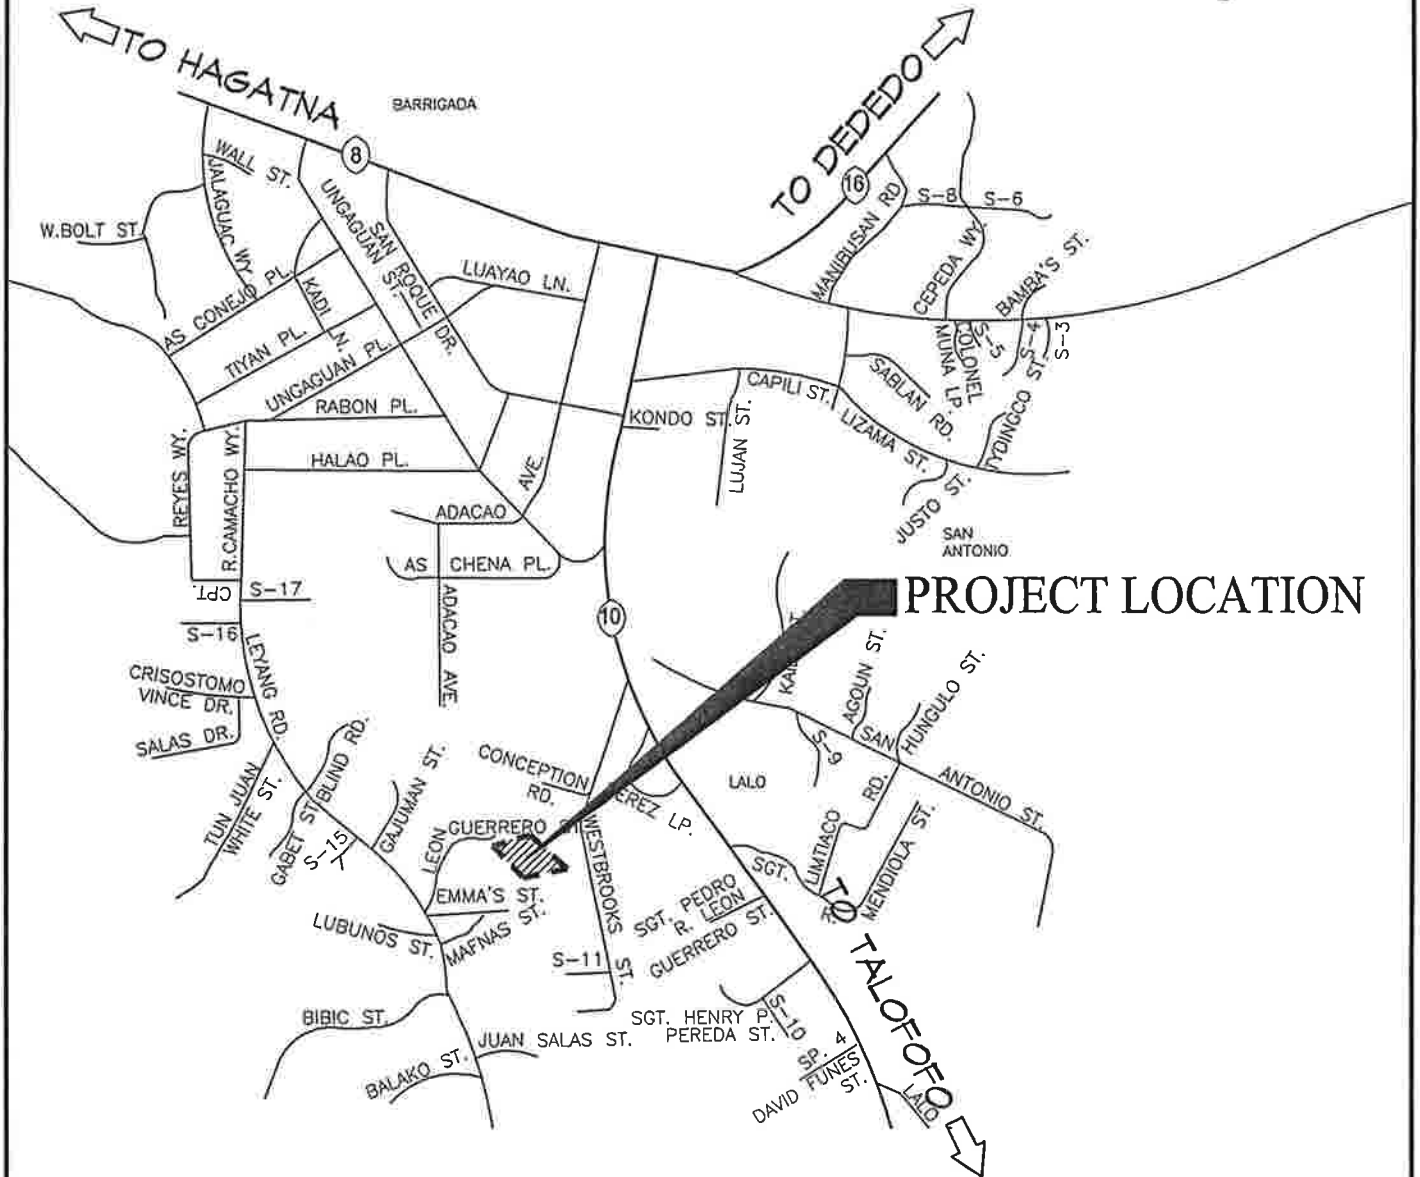 TO HAGATNA
BARRIGADA
TO DEDEDO
8
16
WALL ST.
JALAGUAC WY.
UNGAGUAN ST.
SAN ROQUE DR.
W.BOLT ST.
LUAYAO LN.
MANIBUSAN RD
S-8
S-6
CEPEDA WY.
BAMBA'S ST.
AS CONEJO PL.
KADI LN.
TIYAN PL.
UNGAGUAN PL.
RABON PL.
HALAO PL.
REYES WY.
R.CAMACHO WY.
CPT.
AVE.
KONDO ST.
LUJAN ST.
CAPILI ST.
LIZAMA ST.
SABLAN RD.
COLONEL
MUNA LP.
S-5
S-4
S-3
TYDINGCO ST.
JUSTO ST.
SAN
ANTONIO
ADACAO
AS CHENA PL.
ADACAO AVE.
S-17
S-16
10
PROJECT LOCATION
LEYANG RD.
CRISOSTOMO
VINCE DR.
SALAS DR.
AGOUN ST.
HUNGULO ST.
S-9
SAN ANTONIO ST.
TUN JUAN
WHITE ST.
GABET ST.
BLIND RD.
S-15
GAJUMAN ST.
CONCEPTION
RD.
LALO
LEON GUERRERO
WESTBROOKS ST.
EREZ LP.
SGT.
LIMTIACO RD.
MENDIOLA ST.
EMMA'S ST.
LUBUNOS ST.
MAFNAS ST.
S-11
SGT. PEDRO
R. LEON
GUERRERO ST.
TO TALOFOFO
BIBIC ST.
JUAN SALAS ST.
BALAKO ST.
SGT. HENRY P.
PEREDA ST.
S-10
SP. 4
DAVID FUNES
ST.
LALO